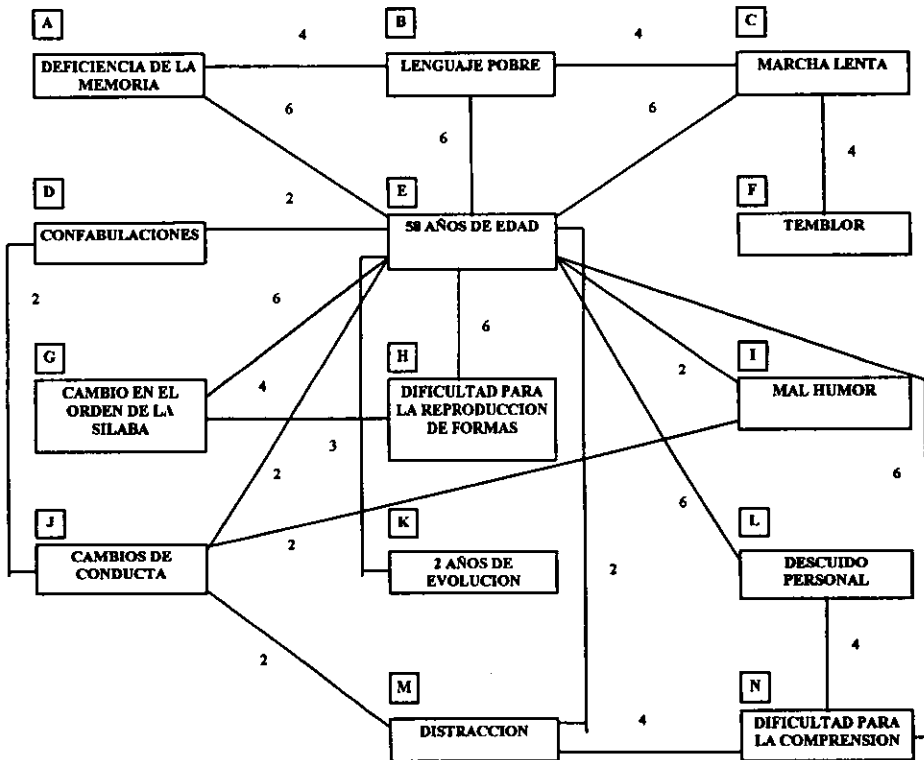 A
B
C
4
4
DEFICIENCIA DE LA
MEMORIA
LENGUAJE POBRE
MARCHA LENTA
6
6
6
4
D
E
F
2
CONFABULACIONES
58 AÑOS DE EDAD
TEMBLOR
2
6
6
G
H
I
2
4
CAMBIO EN EL
ORDEN DE LA
SILABA
DIFICULTAD PARA
LA REPRODUCCION
DE FORMAS
MAL HUMOR
3
2
6
6
J
K
L
2
CAMBIOS DE
CONDUCTA
2 AÑOS DE
EVOLUCION
2
DESCUIDO
PERSONAL
2
4
M
N
4
DISTRACCION
DIFICULTAD PARA
LA COMPRENSION